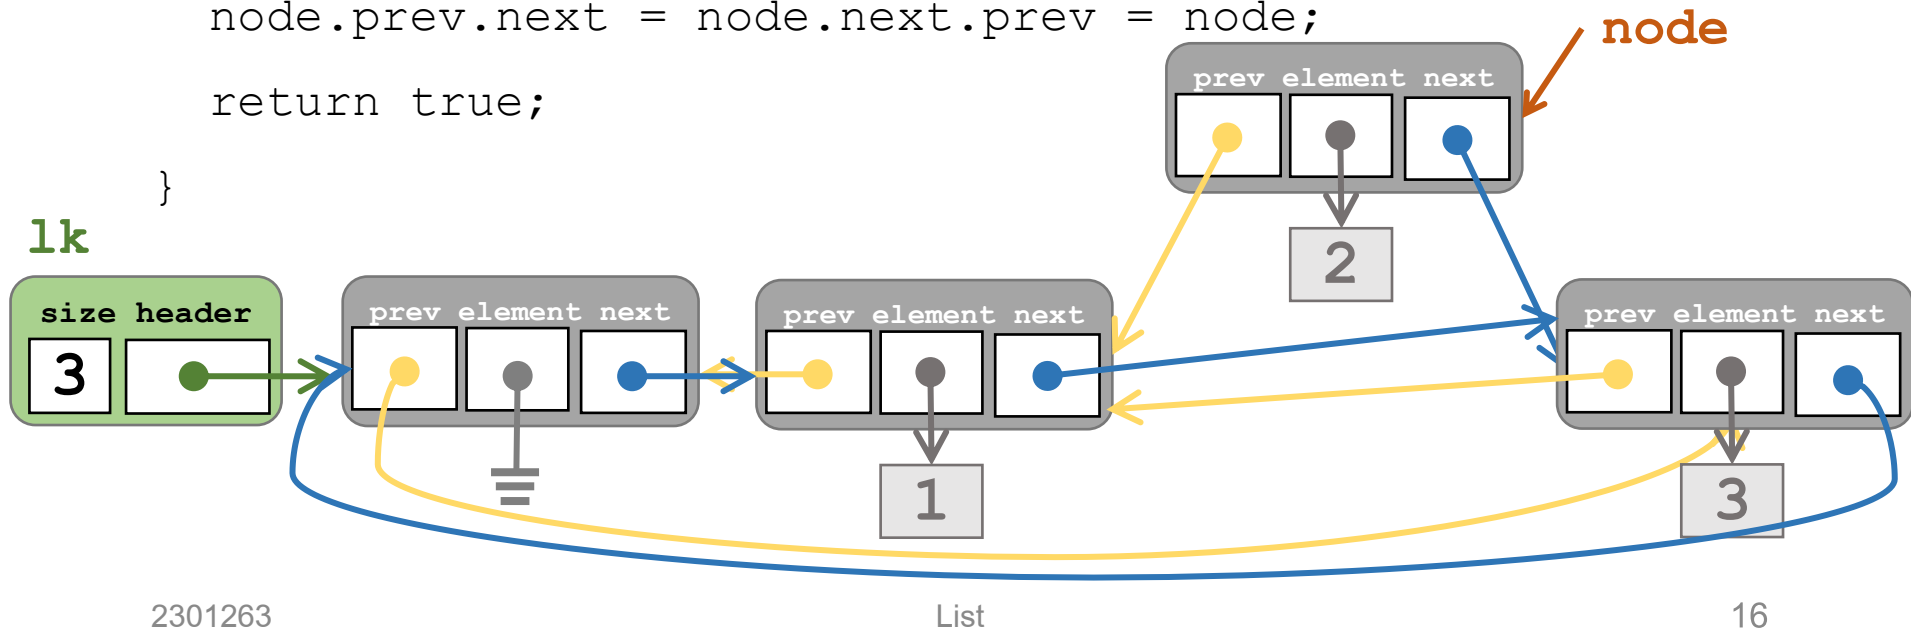 node.prev.next = node.next.prev = node;
node
prev element next
return true;
}
2
lk
size header
3
prev element next
prev element next
prev element next
1
3
2301263
List
16